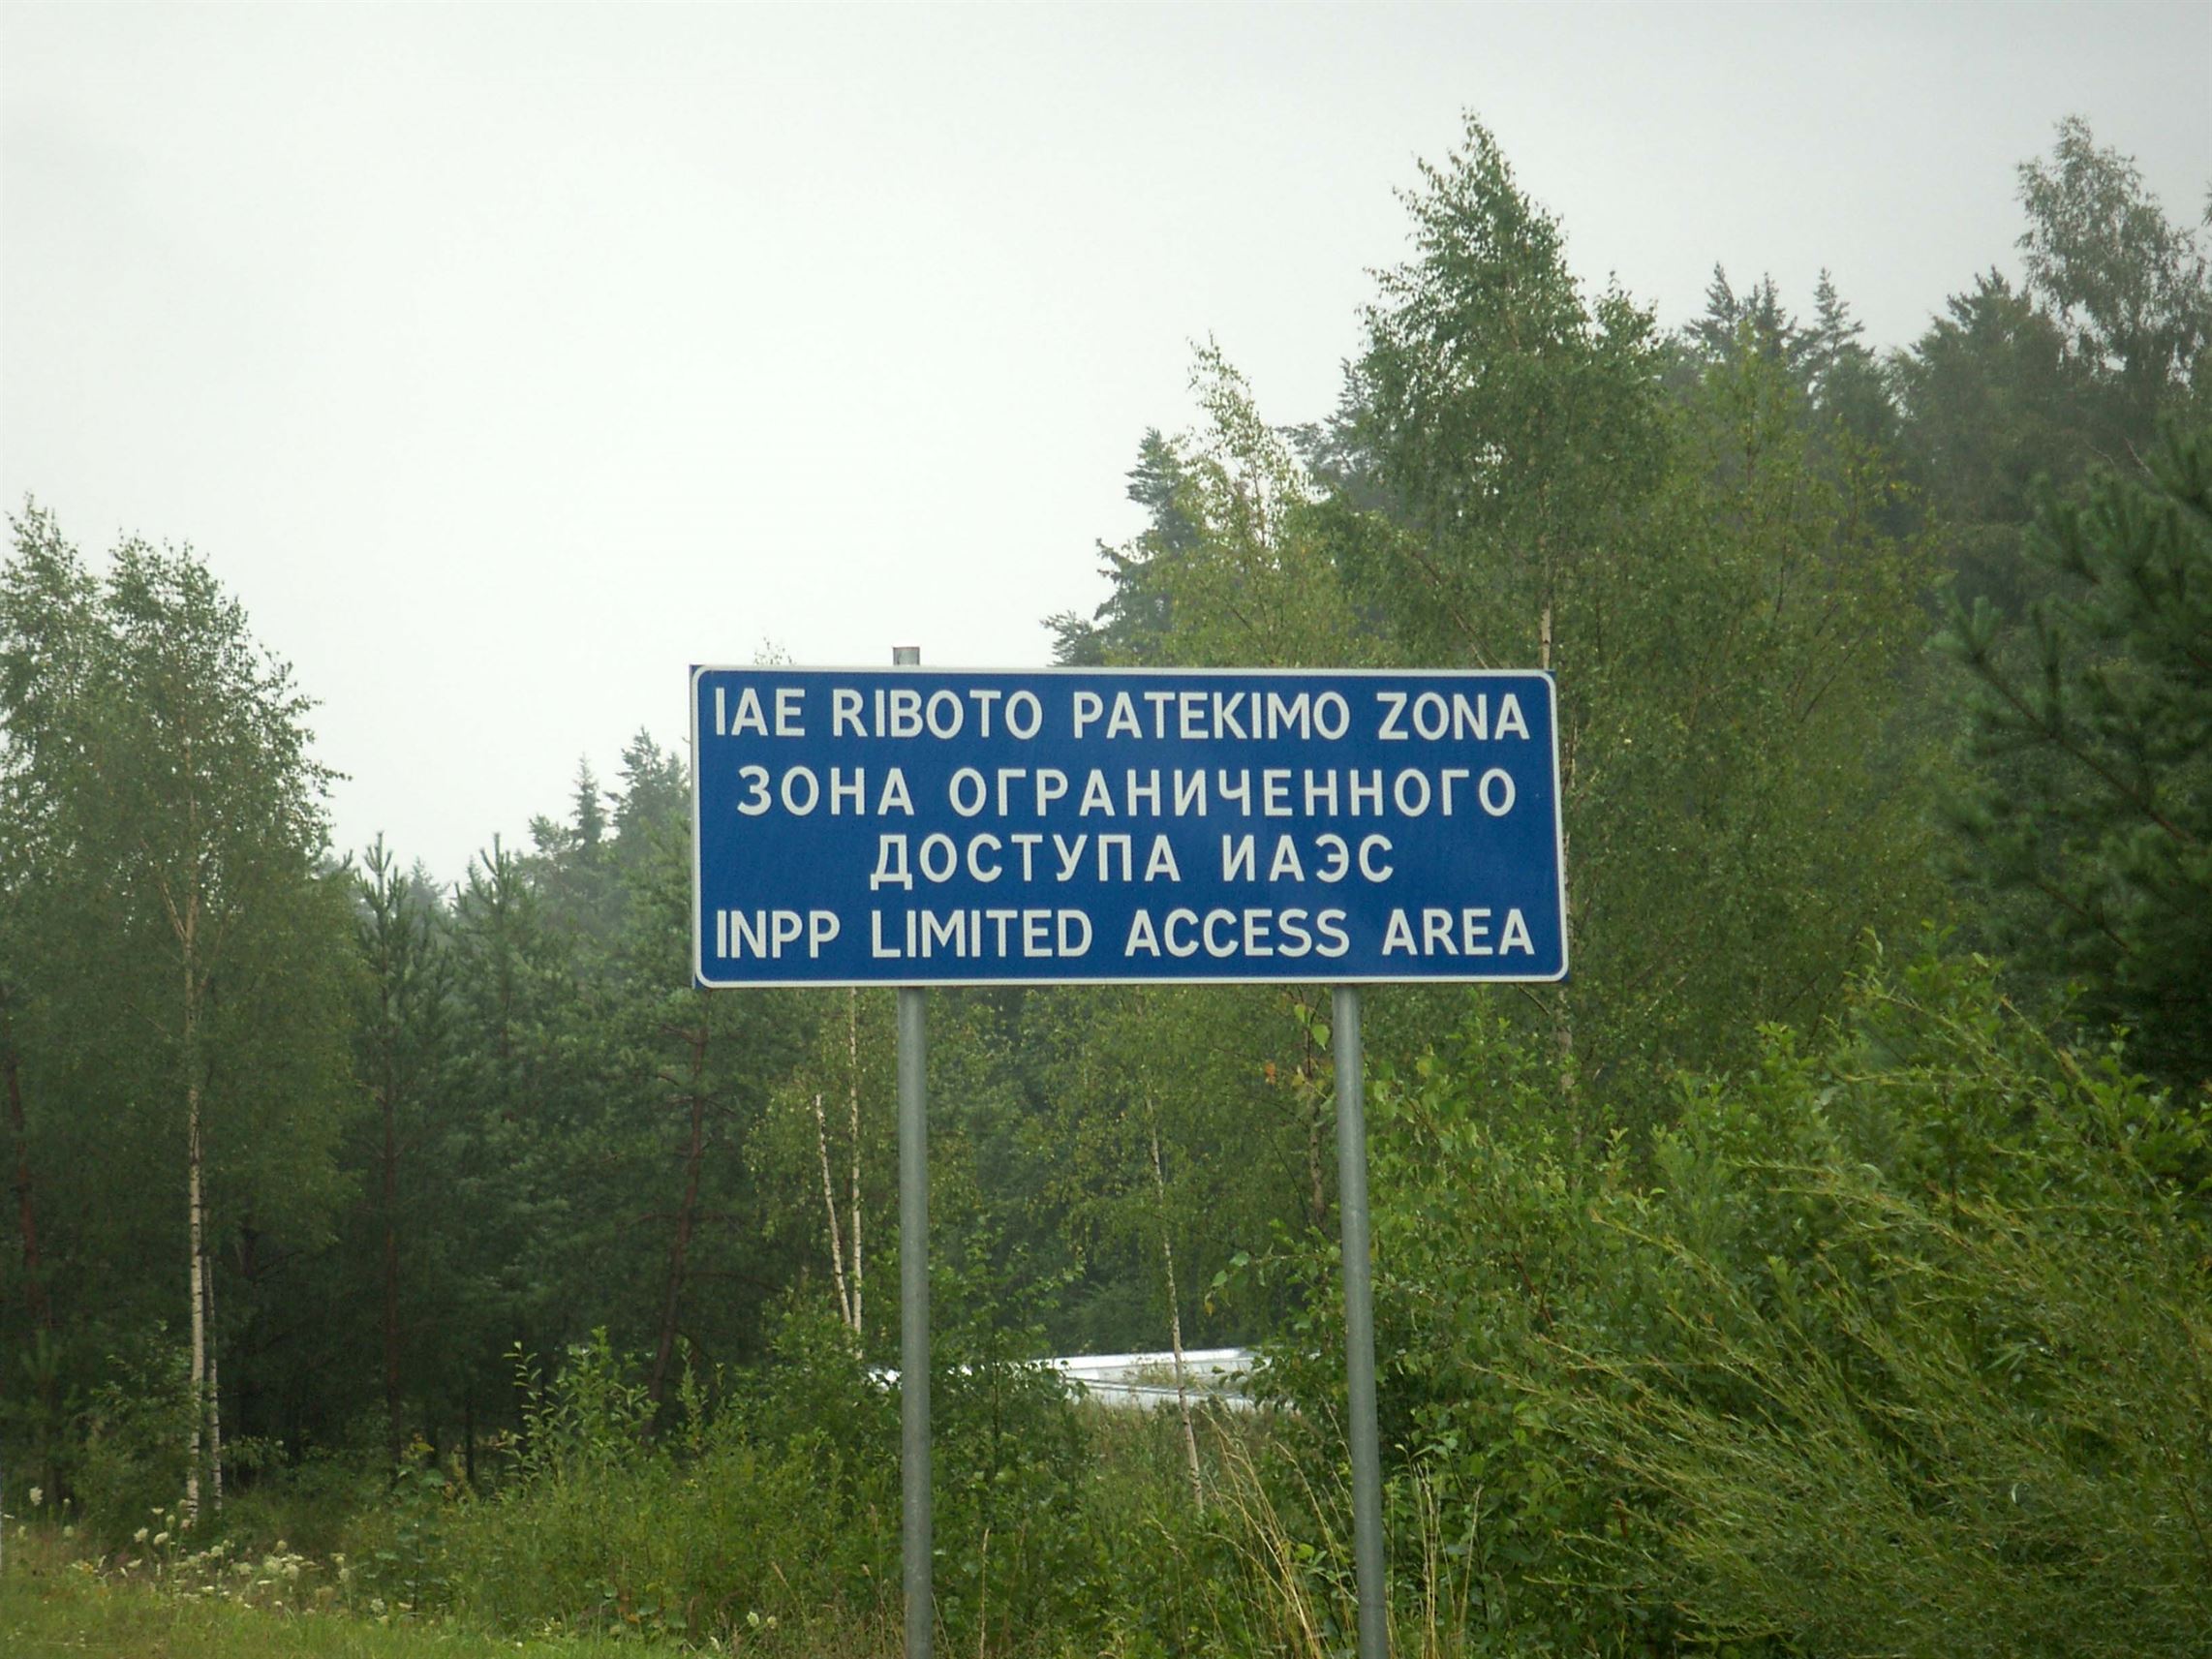 IAE RIBOTO PATEKIMO ZONA
ЗОНА ОГРАНИЧЕННОГО
ДОСТУПА ИАЭС
INPP LIMITED ACCESS AREA